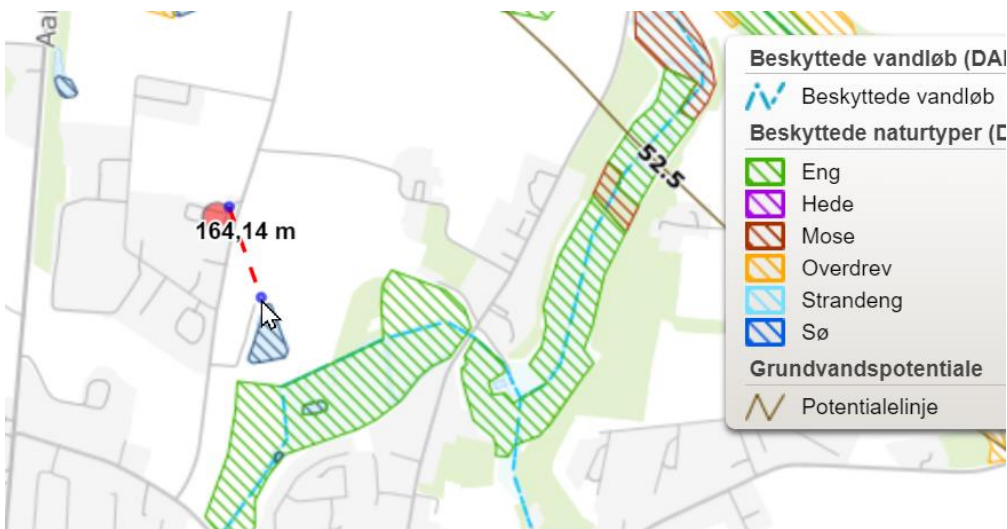 Aal
164,14 m
52.5
Beskyttede vandløb (DAI
Beskyttede vandløb
Beskyttede naturtyper (D
Eng
Hede
Mose
Overdrev
Strandeng
Sø
Grundvandspotentiale
Potentialelinje